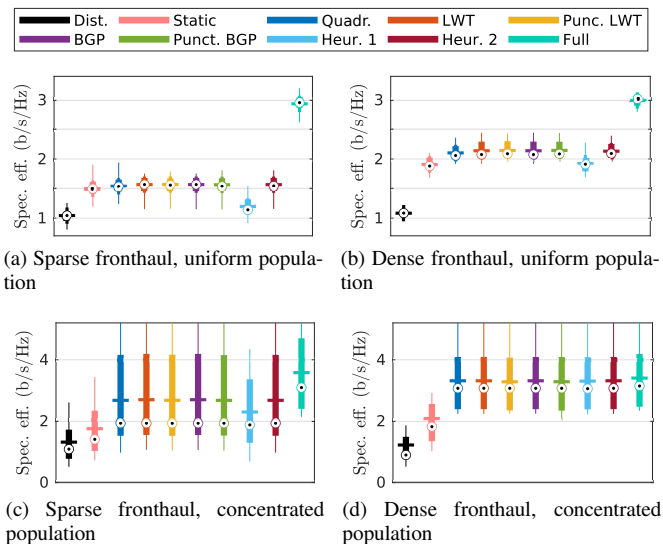 Dist. Static Quadr. LWT Punc. LWT
BGP Punct. BGP Heur. 1 Heur. 2 Full
Spec. eff. (b/s/Hz)
3
2
1
Spec. eff. (b/s/Hz)
3
2
1
(a) Sparse fronthaul, uniform popula-
tion
(b) Dense fronthaul, uniform popula-
tion
Spec. eff. (b/s/Hz)
4
2
0
Spec. eff. (b/s/Hz)
4
2
0
(c) Sparse fronthaul, concentrated
population
(d) Dense fronthaul, concentrated
population